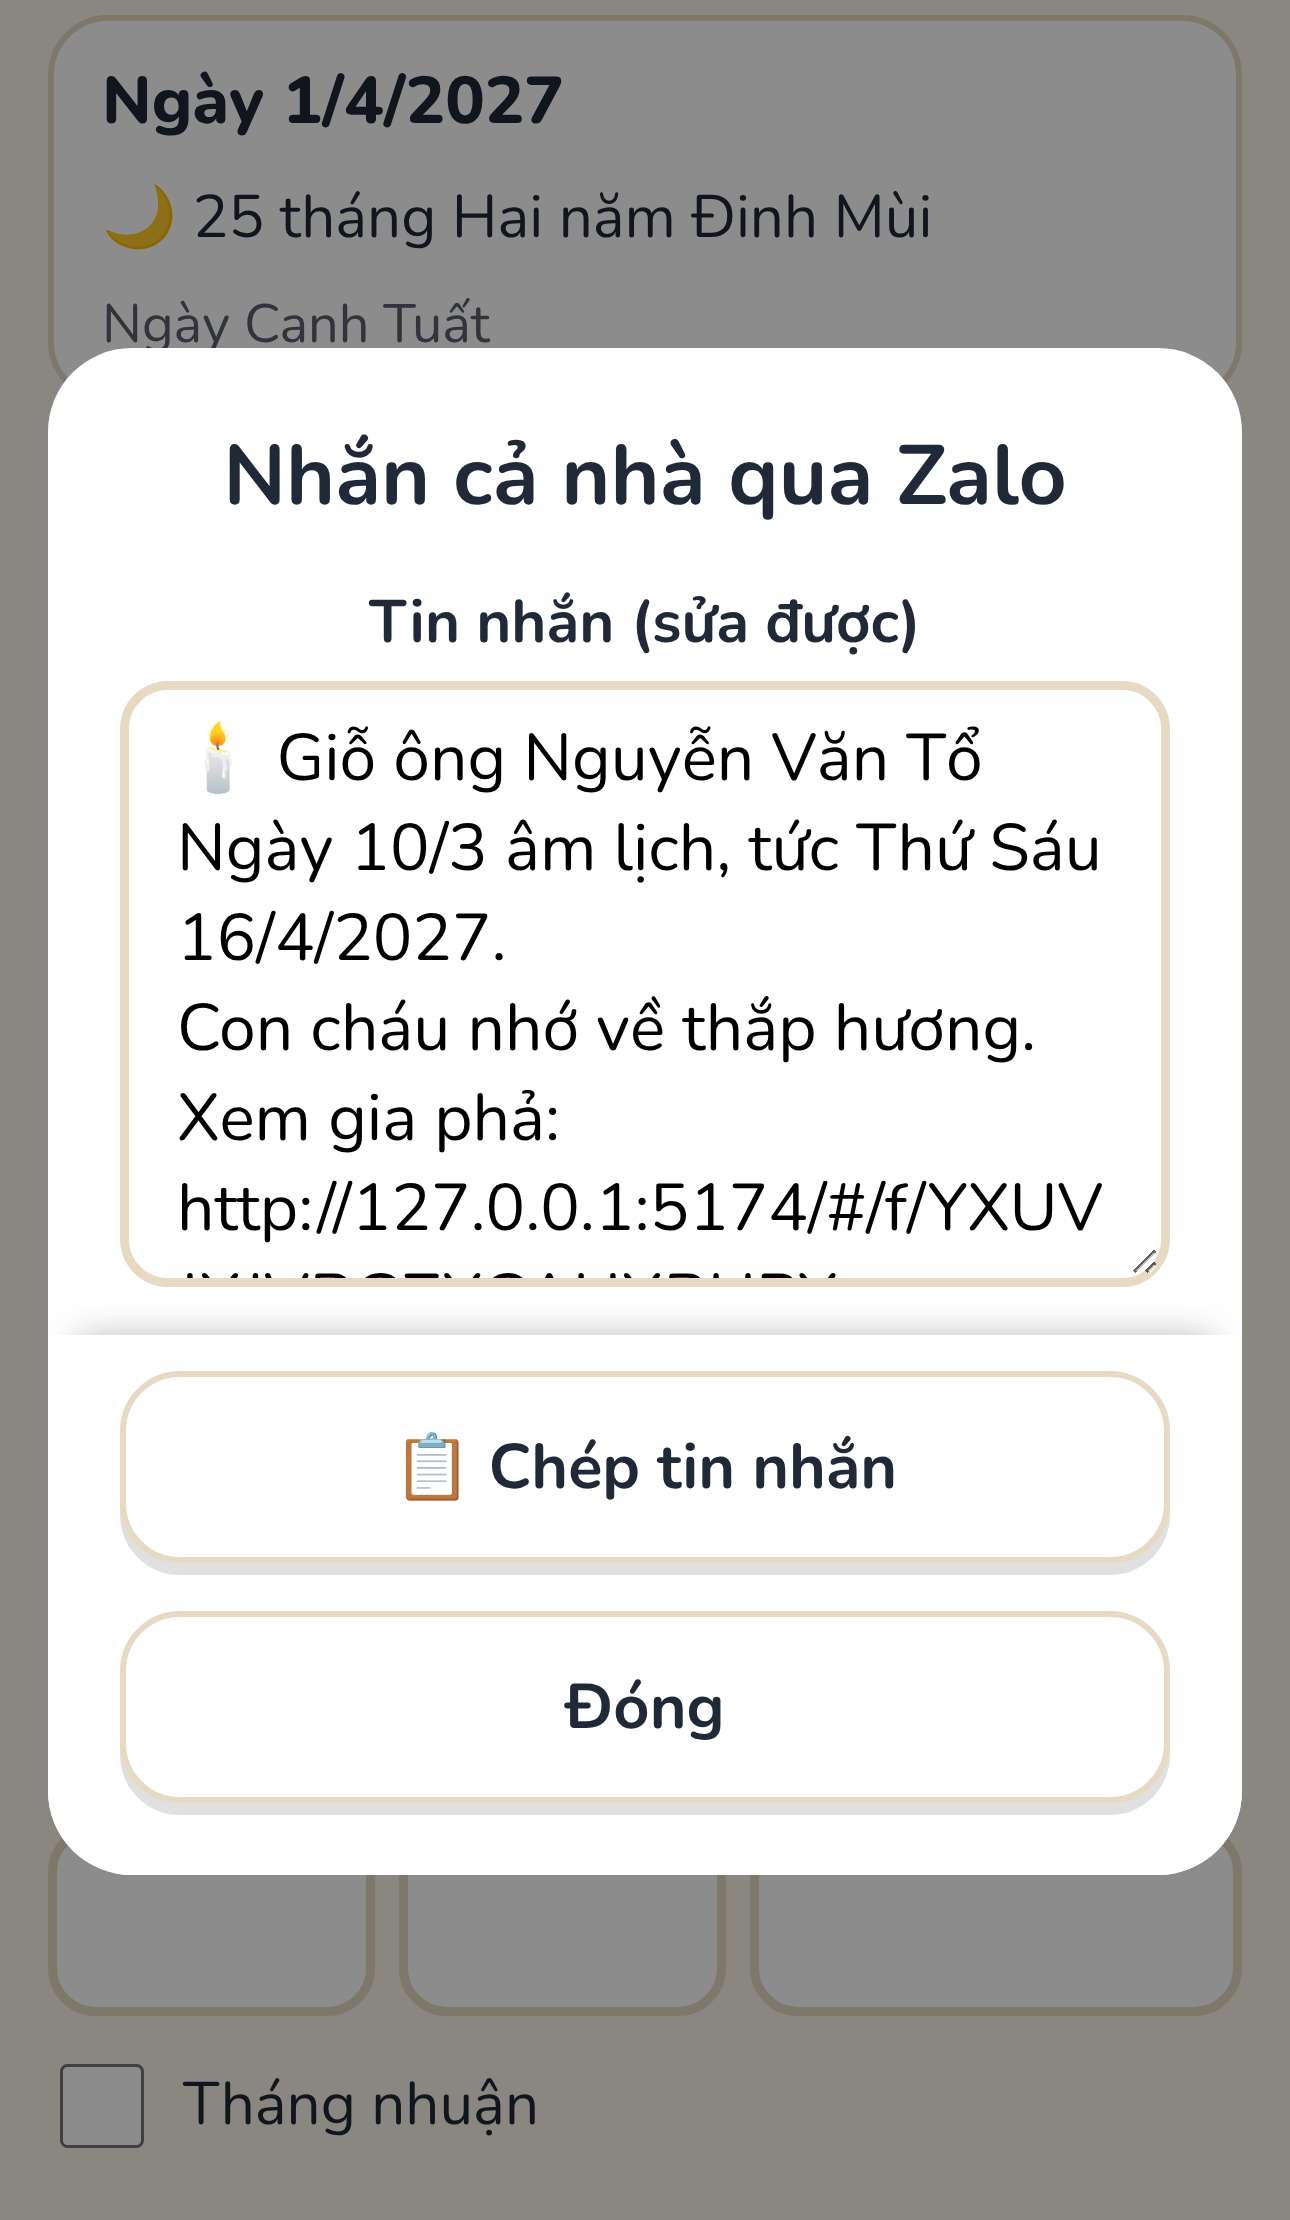 Ngày 1/4/2027
🌙 25 tháng Hai năm Đinh Mùi
Ngày Canh Tuất
Nhắn cả nhà qua Zalo
Tin nhắn (sửa được)
🕯️ Giỗ ông Nguyễn Văn Tổ
Ngày 10/3 âm lịch, tức Thứ Sáu
16/4/2027.
Con cháu nhớ về thắp hương.
Xem gia phả:
http://127.0.0.1:5174/#/f/YXUV
📋 Chép tin nhắn
Đóng
Tháng nhuận